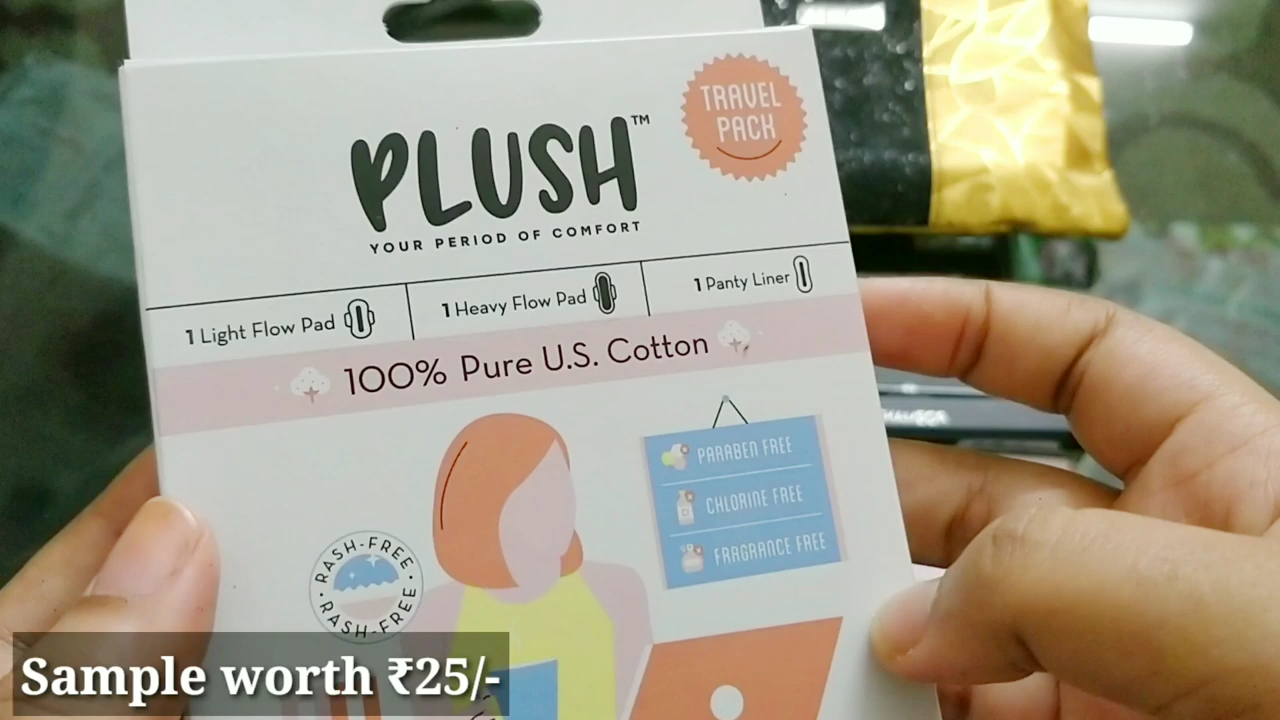 TRAVEL
PACK
PLUSH™
YOUR PERIOD OF COMFORT
1 Light Flow Pad
1 Heavy Flow Pad
1 Panty Liner
100% Pure U.S. Cotton
PARABEN FREE
CHLORINE FREE
FRAGRANCE FREE
RASH-FREE
RASH-FREE
Sample worth ₹25/-